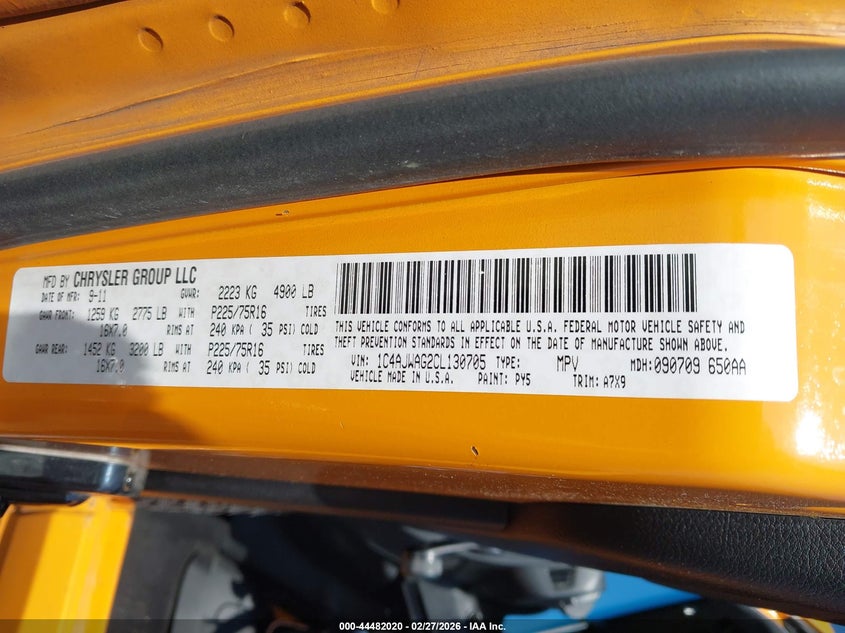 MFD BY CHRYSLER GROUP LLC
DATE OF MFR: 9-11 GVWR: 2223 KG 4900 LB
GAWR FRONT: 1259 KG 2775 LB WITH P225/75R16 TIRES
16X7.0 RIMS AT 240 KPA ( 35 PSI) COLD
GAWR REAR: 1452 KG 3200 LB WITH P225/75R16 TIRES
16X7.0 RIMS AT 240 KPA ( 35 PSI) COLD
THIS VEHICLE CONFORMS TO ALL APPLICABLE U.S.A. FEDERAL MOTOR VEHICLE SAFETY AND
THEFT PREVENTION STANDARDS IN EFFECT ON THE DATE OF MANUFACTURE SHOWN ABOVE.
VIN: 1C4AJWAG2CL130705 TYPE: MPV MDH: 090709 650AA
VEHICLE MADE IN U.S.A. PAINT: PY5 TRIM: A7X9
000-44482020 - 02/27/2026 - IAA Inc.